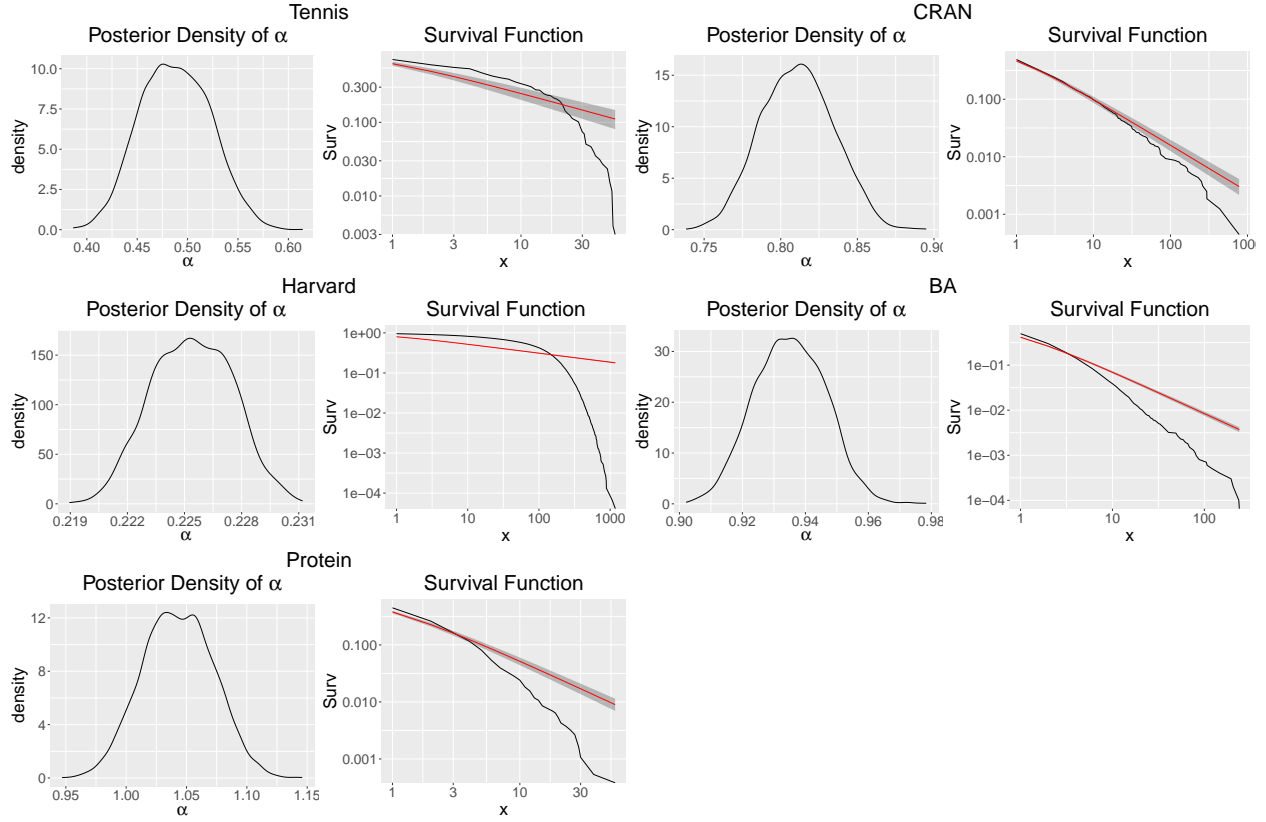 Tennis
Posterior Density of α
10.0
7.5
5.0
2.5
0.0
density
0.40 0.45 0.50 0.55 0.60
α
Survival Function
0.300
0.100
0.030
0.010
0.003
Surv
1 3 10 30
x
CRAN
Posterior Density of α
15
10
5
0
density
0.75 0.80 0.85 0.90
α
Survival Function
0.100
0.010
0.001
Surv
1 10 100 100
x
Harvard
Posterior Density of α
150
100
50
0
density
0.219 0.222 0.225 0.228 0.231
α
Survival Function
1e+00
1e−01
1e−02
1e−03
1e−04
Surv
1 10 100 1000
x
BA
Posterior Density of α
30
20
10
0
density
0.90 0.92 0.94 0.96 0.98
α
Survival Function
1e−01
1e−02
1e−03
1e−04
Surv
1 10 100
x
Protein
Posterior Density of α
12
8
4
0
density
0.95 1.00 1.05 1.10 1.15
α
Survival Function
0.100
0.010
0.001
Surv
1 3 10 30
x